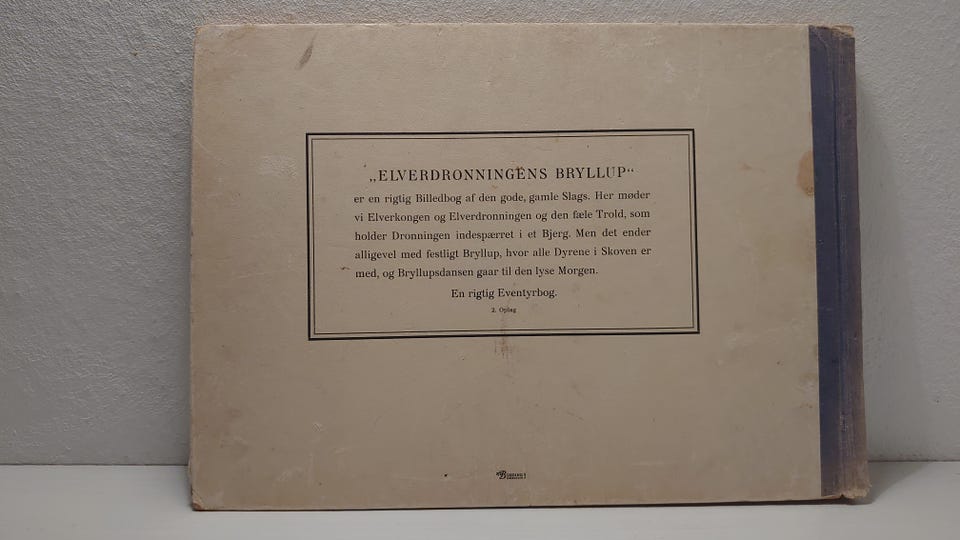 „ELVERDRONNINGENS BRYLLUP“
er en rigtig Billedbog af den gode, gamle Slags. Her møder
vi Elverkongen og Elverdronningen og den fæle Trold, som
holder Dronningen indespærret i et Bjerg. Men det ender
alligevel med festligt Bryllup, hvor alle Dyrene i Skoven er
med, og Bryllupsdansen gaar til den lyse Morgen.
En rigtig Eventyrbog.
2. Oplag